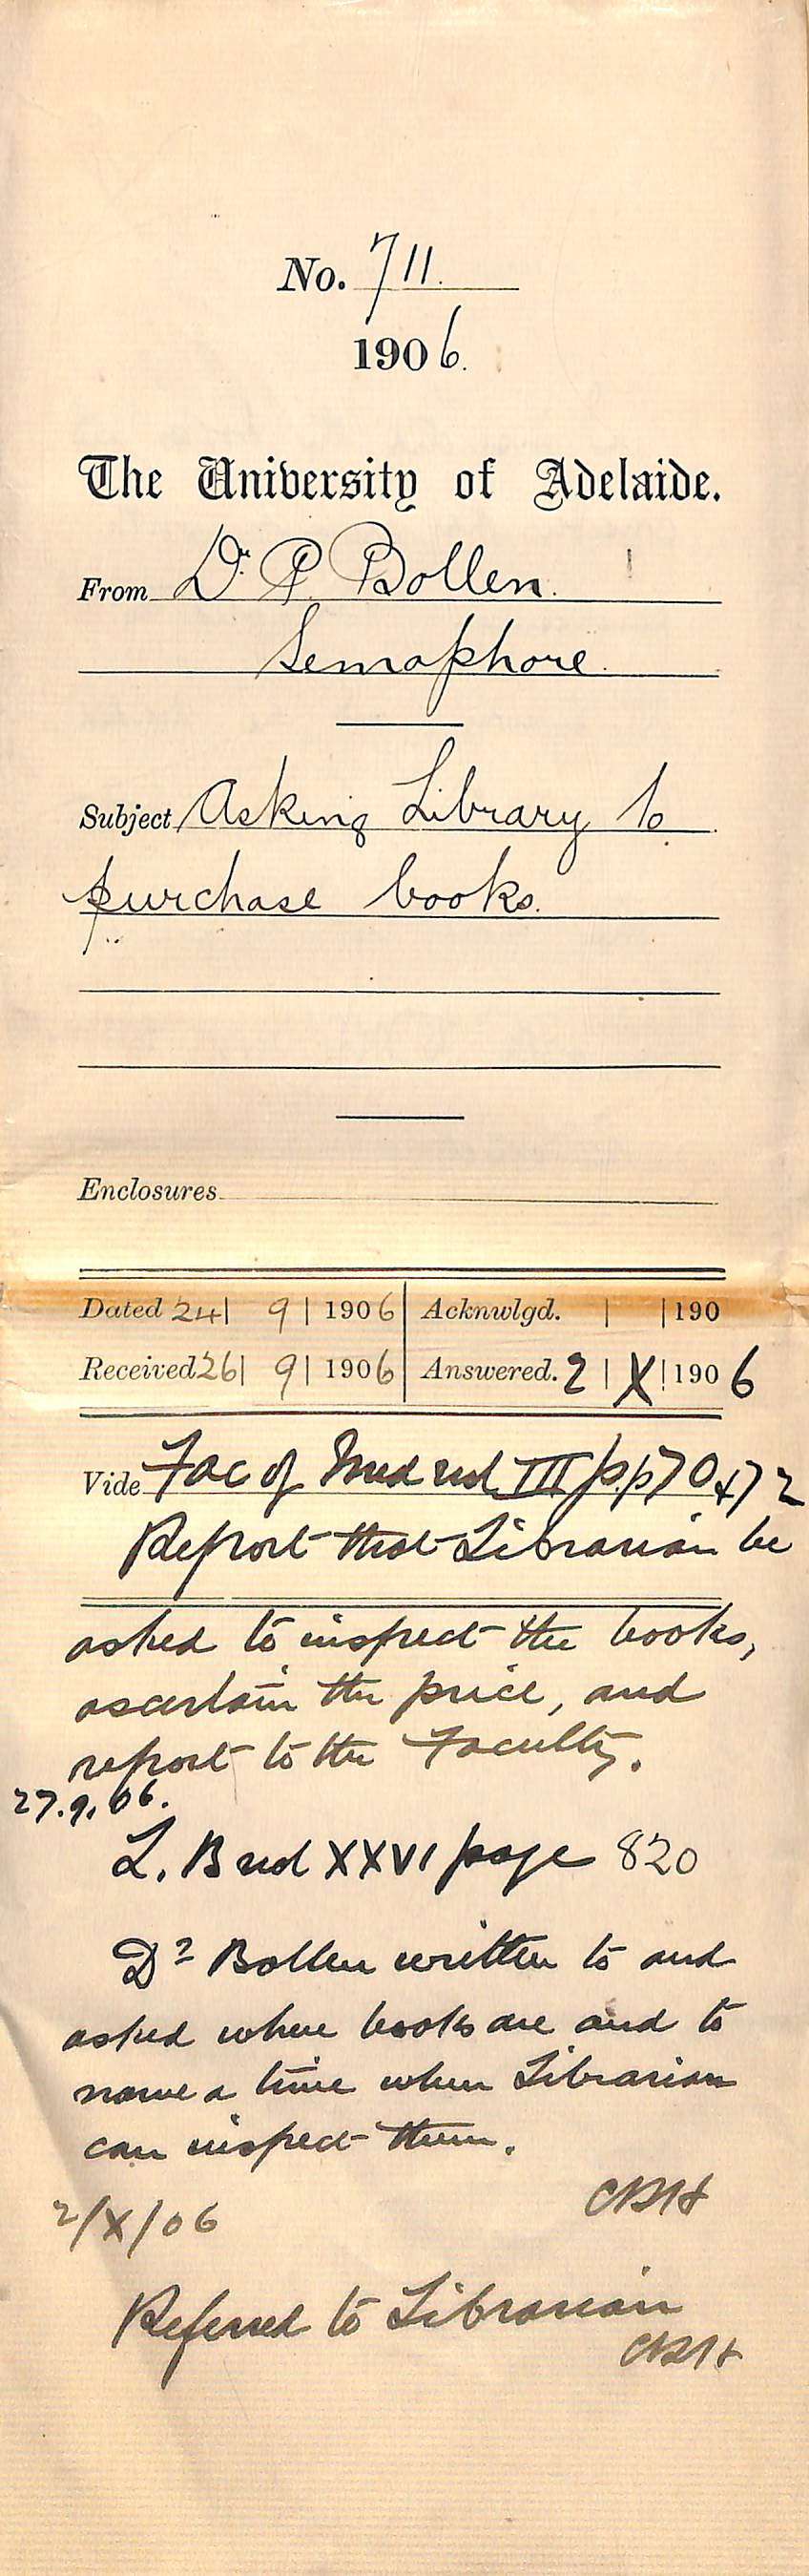 No. 711.
1906.
The University of Adelaide.
From Dr. P. Bollen.
Semaphore.
Subject Asking Library to
purchase books.
Enclosures
Dated 24| 9| 1906 Acknwlgd. | |190
Received 26| 9| 1906 Answered. 2 | X |1906
Vide Fac of Med vol. III pp 70 + 72
Report that Librarian be
asked to inspect the books,
ascertain the price, and
report to the Faculty.
27.9.06.
L. B vol XXVI page 820
Dr Bollen written to and
asked where books are and to
name a time when Librarian
can inspect them.
CRH
2/X/06
Referred to Librarian
CRH